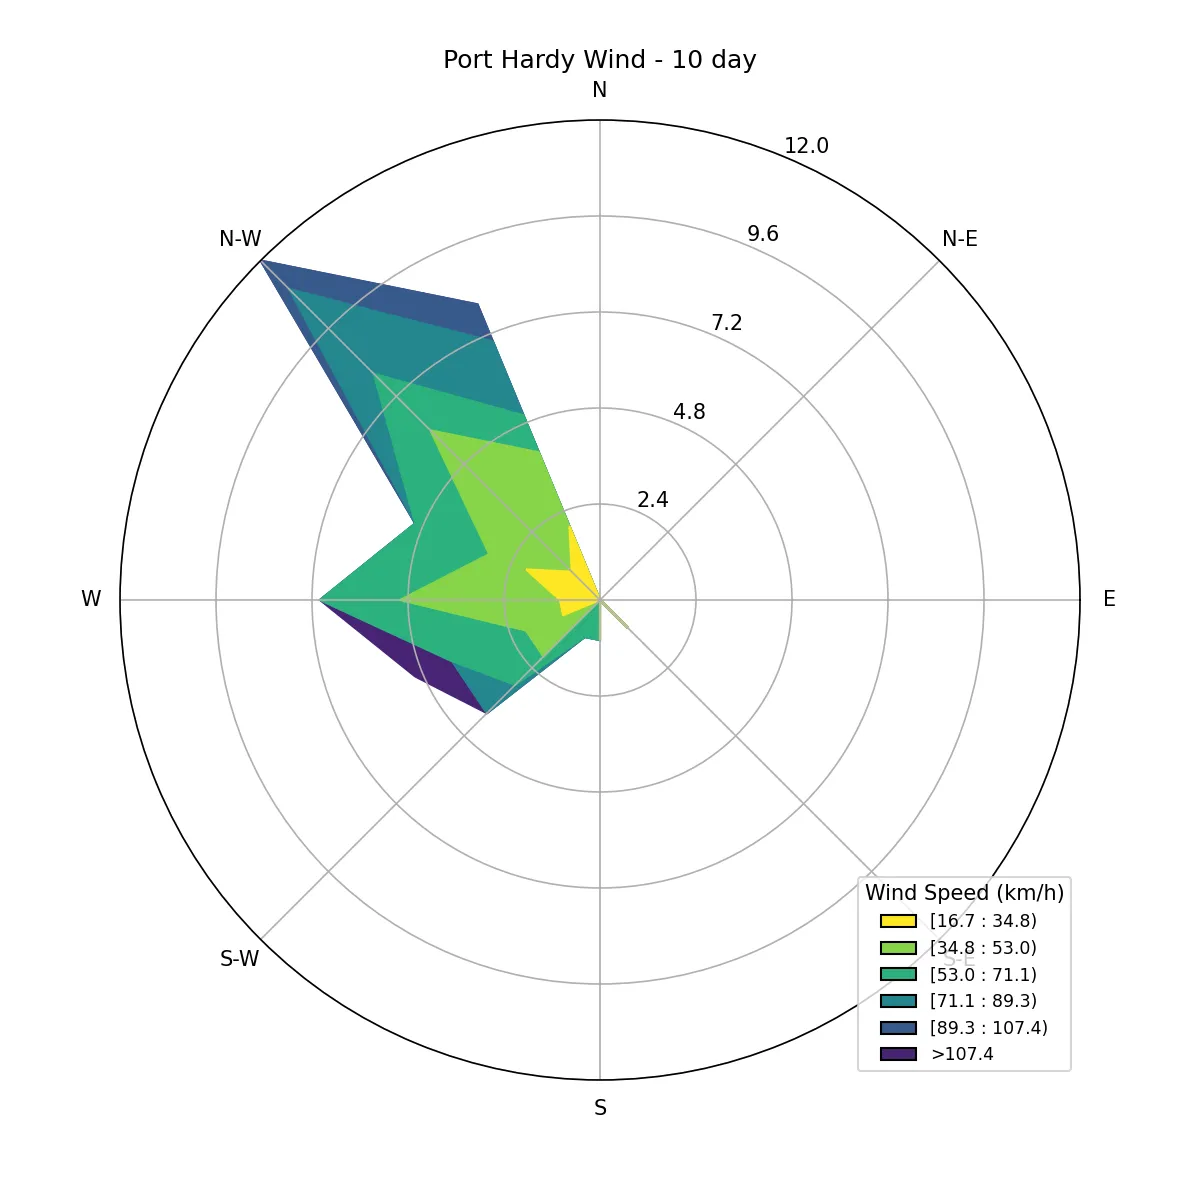 Port Hardy Wind - 10 day
N
12.0
N-W
9.6
N-E
7.2
4.8
2.4
W
E
S-W
S-E
S
Wind Speed (km/h)
[16.7 : 34.8)
[34.8 : 53.0)
[53.0 : 71.1)
[71.1 : 89.3)
[89.3 : 107.4)
>107.4